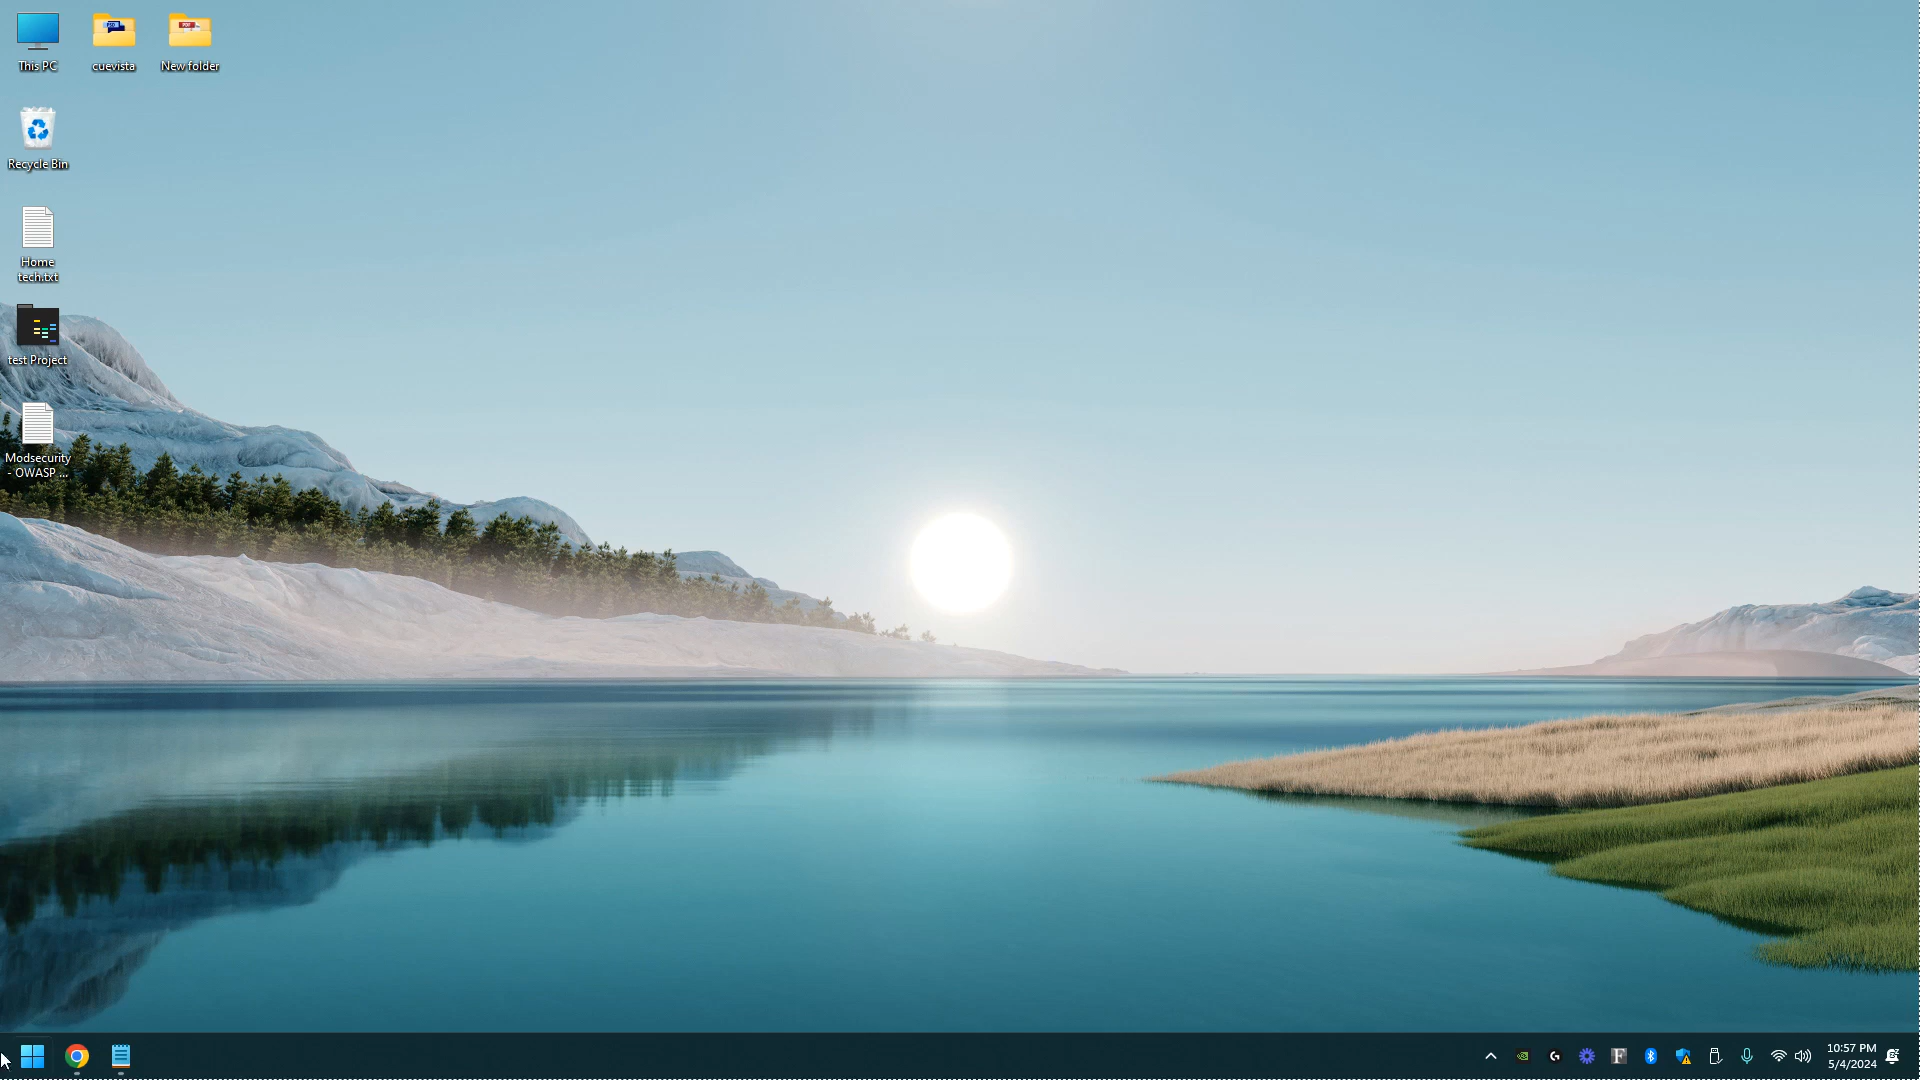 This PC
cuevista
New folder
Recycle Bin
Home
tech.txt
test Project
Modsecurity
- OWASP ...
10:57 PM
5/4/2024